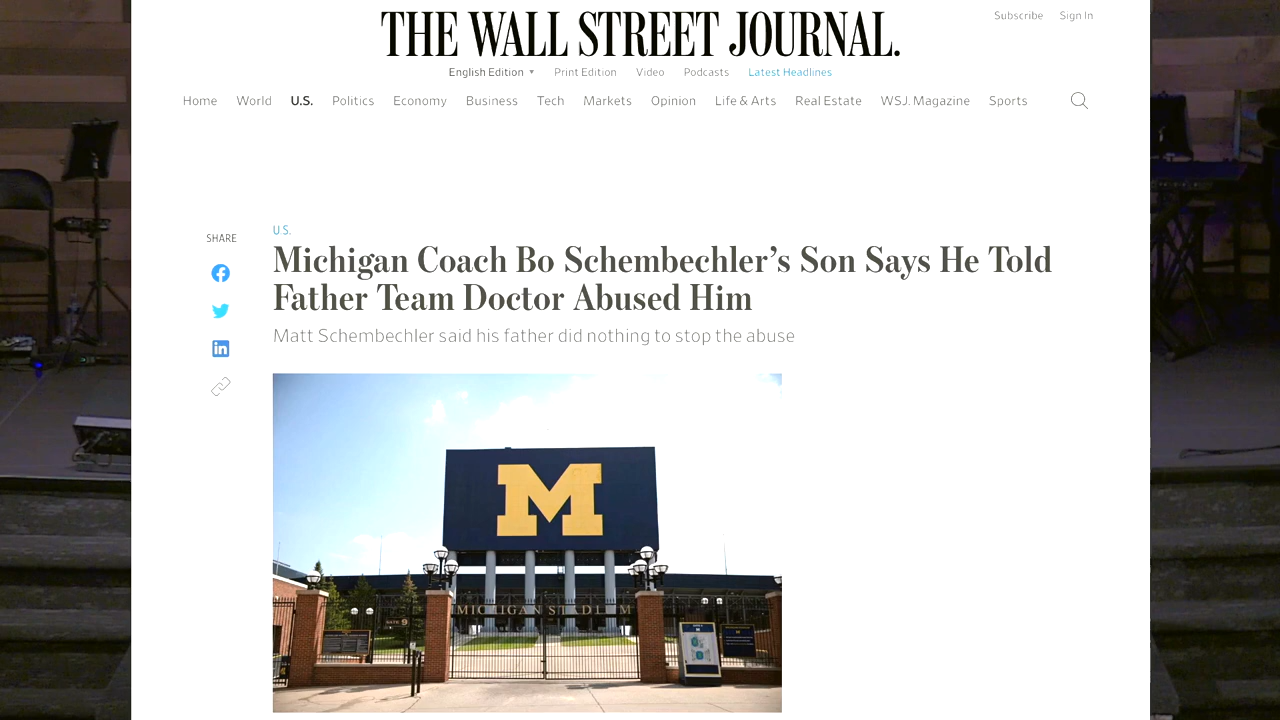 THE WALL STREET JOURNAL.
Subscribe Sign In
English Edition Print Edition Video Podcasts Latest Headlines
Home World U.S. Politics Economy Business Tech Markets Opinion Life & Arts Real Estate WSJ. Magazine Sports
U.S.
SHARE
Michigan Coach Bo Schembechler’s Son Says He Told
Father Team Doctor Abused Him
Matt Schembechler said his father did nothing to stop the abuse
M
MICHIGAN STADIUM
GATE 9